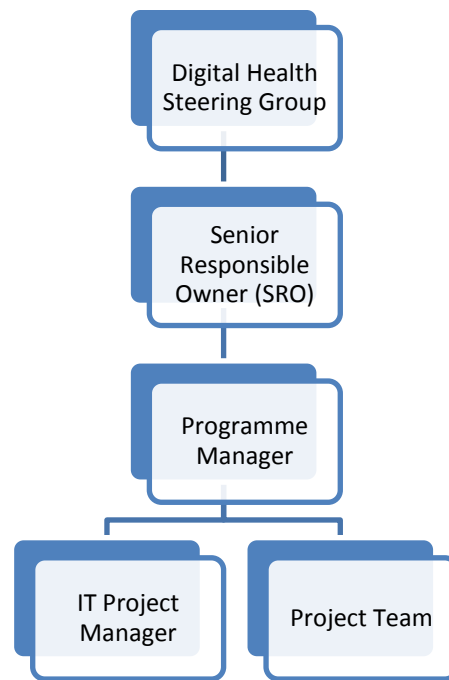 Digital Health
Steering Group
Senior
Responsible
Owner (SRO)
Programme
Manager
IT Project
Manager
Project Team